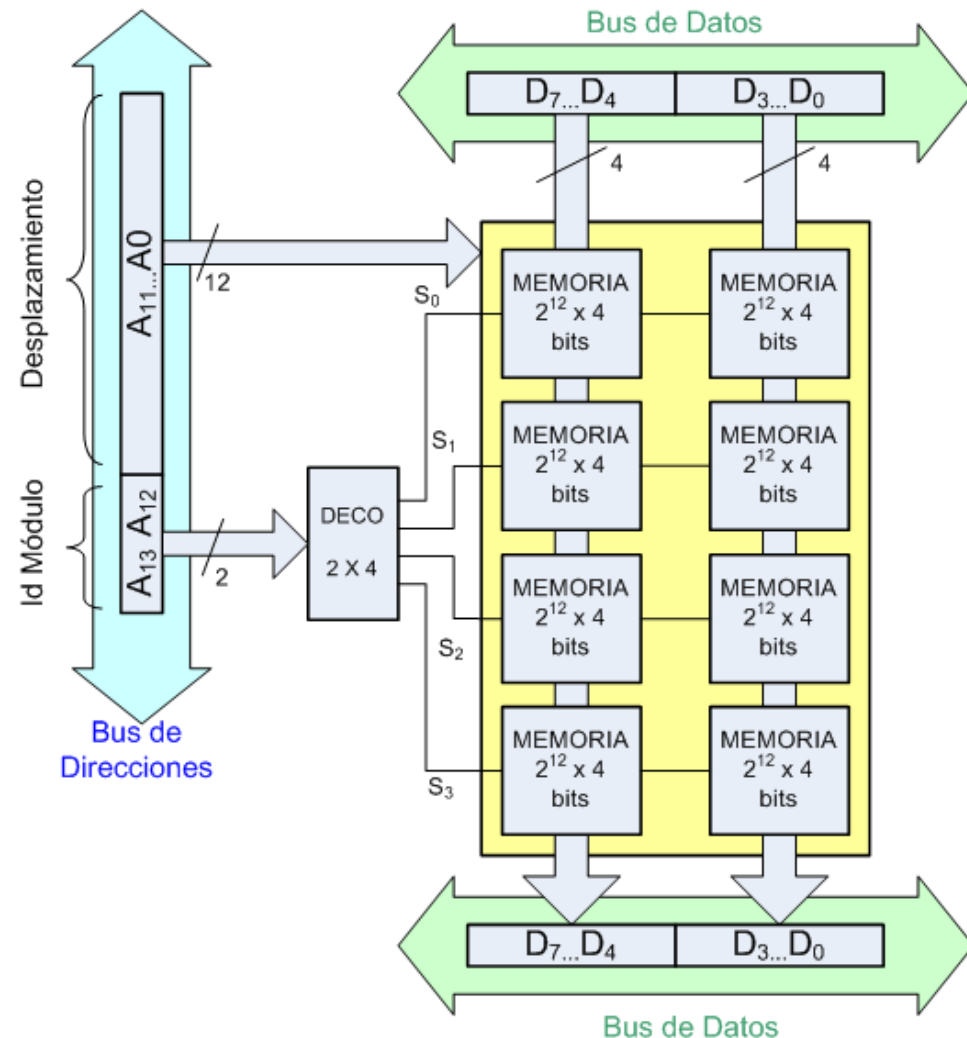 Bus de Datos
D7...D4
D3...D0
4
4
Desplazamiento
A11...A0
12
S0
MEMORIA
2^12 x 4
bits
MEMORIA
2^12 x 4
bits
S1
MEMORIA
2^12 x 4
bits
MEMORIA
2^12 x 4
bits
Id Módulo
A13 A12
2
DECO
2 X 4
S2
MEMORIA
2^12 x 4
bits
MEMORIA
2^12 x 4
bits
S3
MEMORIA
2^12 x 4
bits
MEMORIA
2^12 x 4
bits
Bus de
Direcciones
D7...D4
D3...D0
Bus de Datos